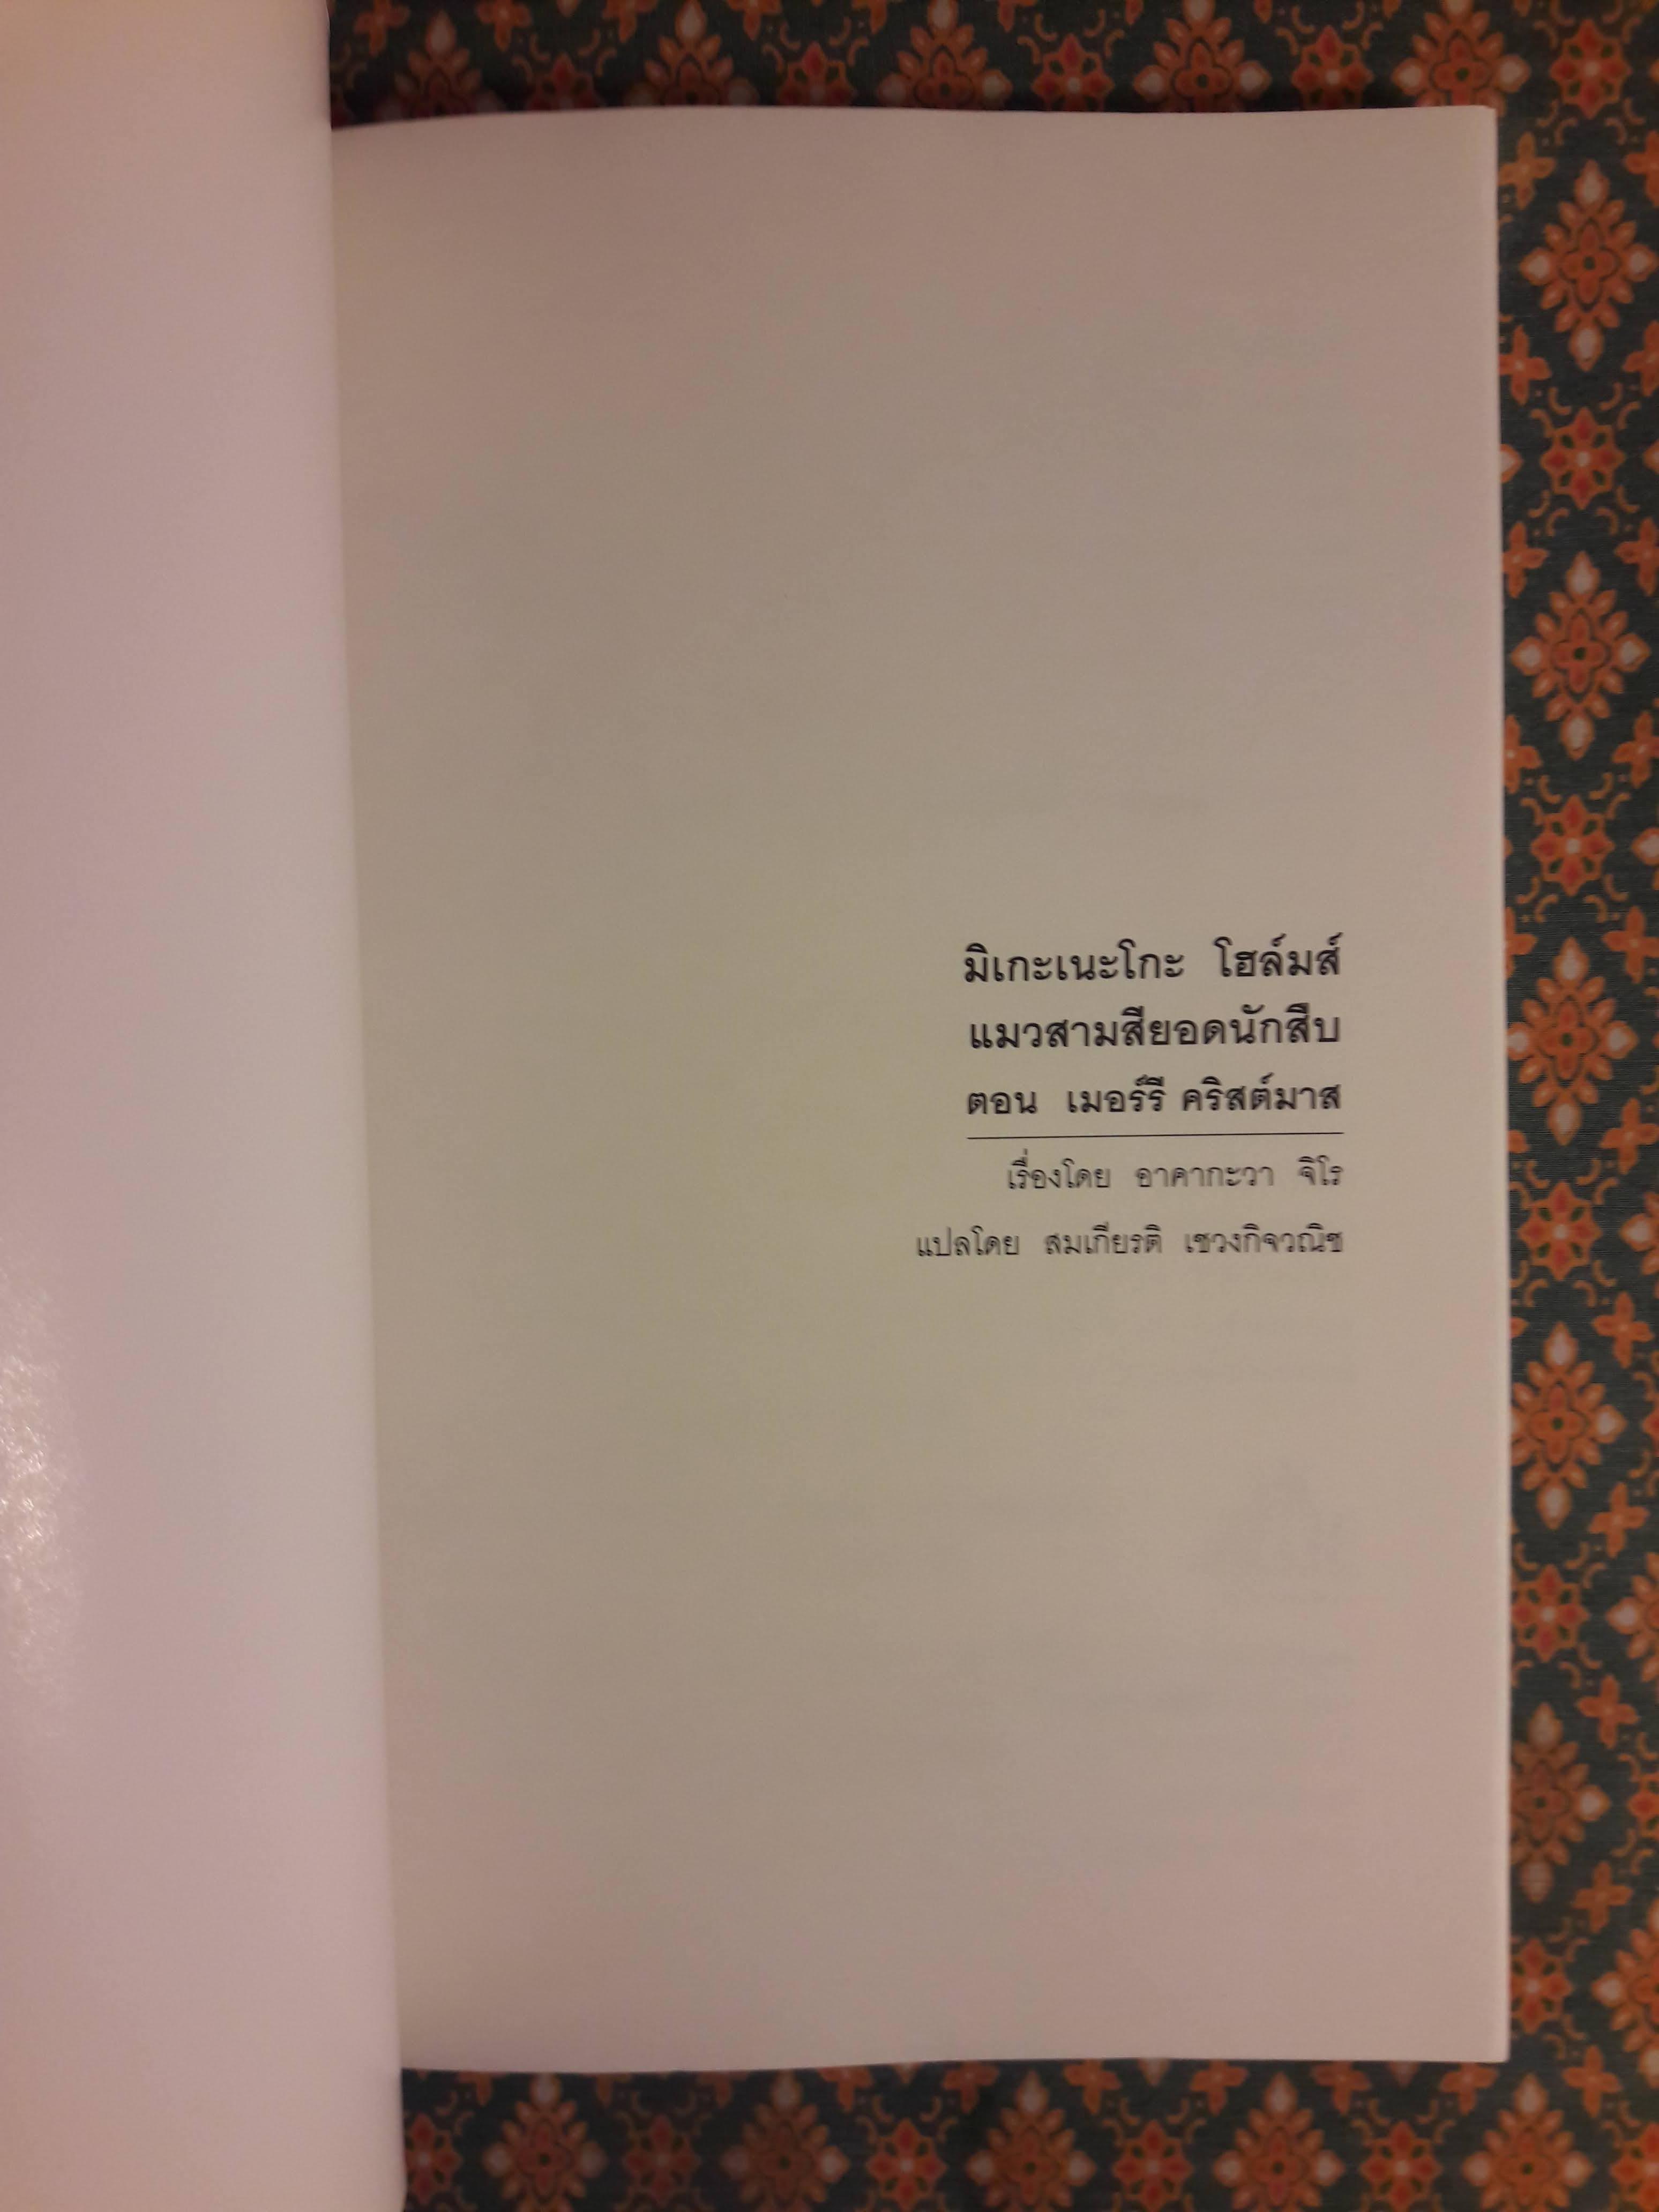 มิเกะเนะโกะ โฮล์มส์
แมวสามสียอดนักสืบ
ตอน เมอร์รี คริสต์มาส
เรื่องโดย อาคากะวา จิโร
แปลโดย สมเกียรติ เชวงกิจวณิช